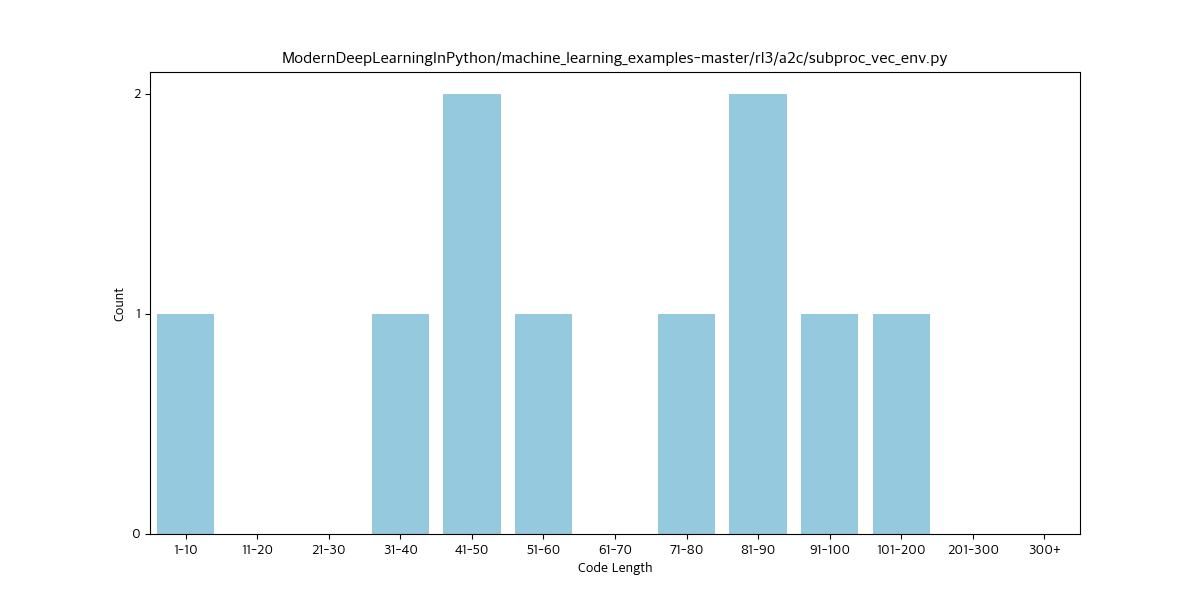 ModernDeepLearningInPython/machine_learning_examples-master/rl3/a2c/subproc_vec_env.py
2
1
0
Count
1-10 11-20 21-30 31-40 41-50 51-60 61-70 71-80 81-90 91-100 101-200 201-300 300+
Code Length